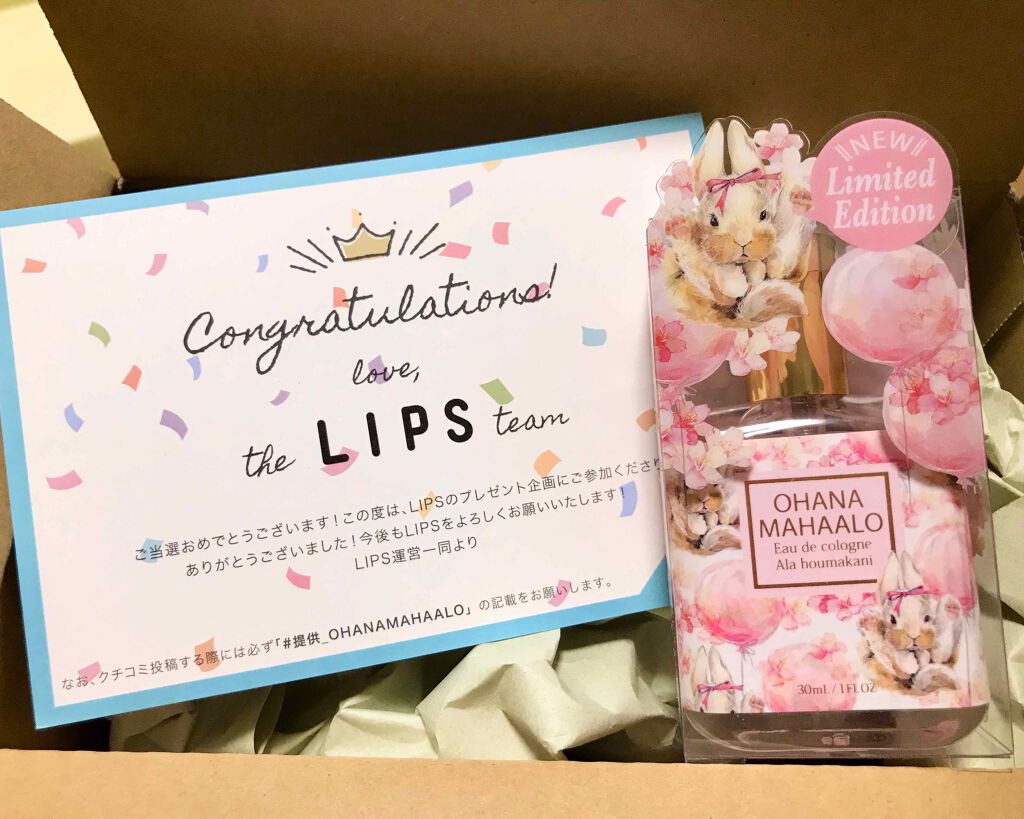 Congratulations!
love,
the LIPS team
ご当選おめでとうございます!この度は、LIPSのプレゼント企画にご参加くださり
ありがとうございました!今後もLIPSをよろしくお願いいたします!
LIPS運営一同より
なお、クチコミ投稿する際には必ず「#提供_OHANAMAHAALO」の記載をお願いします。
NEW
Limited
Edition
OHANA
MAHAALO
Eau de cologne
Ala houmakani
30mL / 1FLOZ